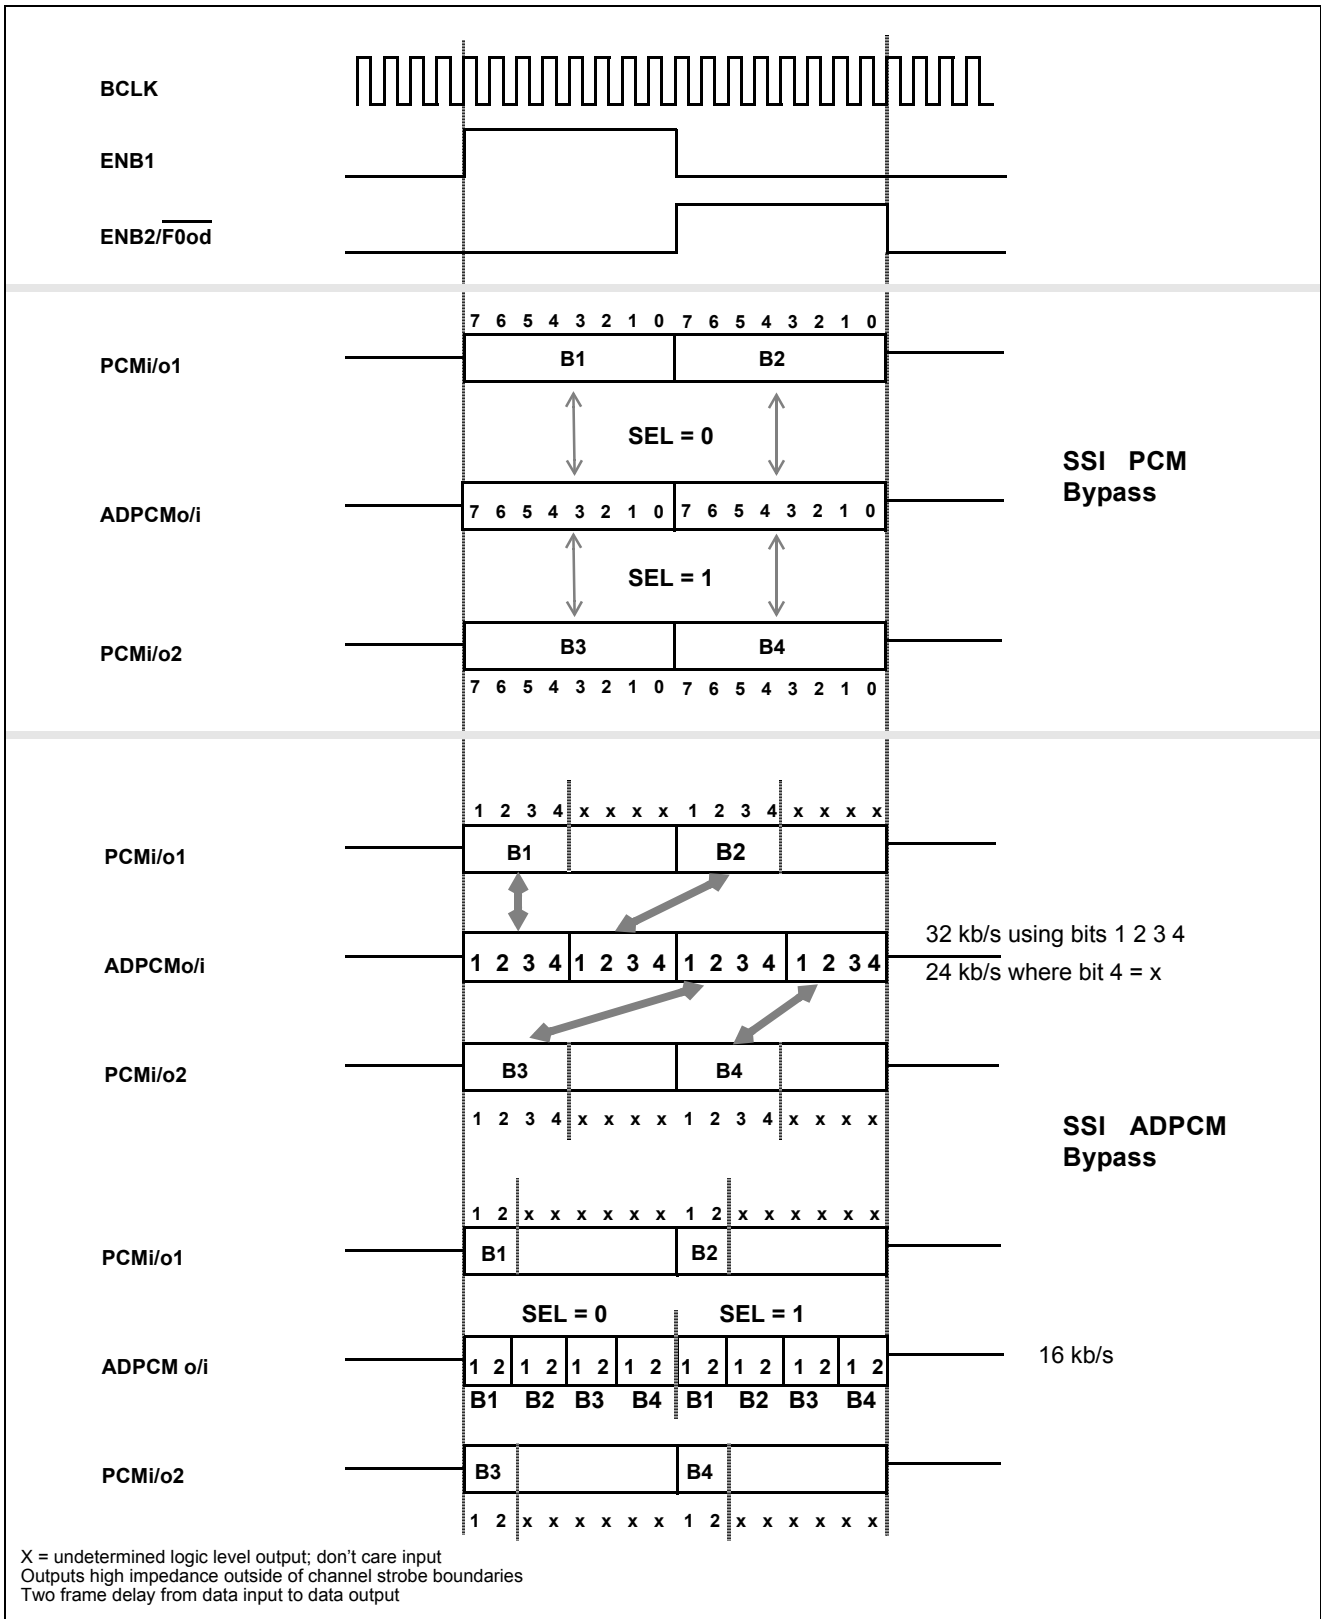 BCLK
ENB1
ENB2/F0od
7 6 5 4 3 2 1 0 7 6 5 4 3 2 1 0
PCMi/o1
B1 B2
SEL = 0
SSI PCM
Bypass
ADPCMo/i
7 6 5 4 3 2 1 0 7 6 5 4 3 2 1 0
SEL = 1
PCMi/o2
B3 B4
7 6 5 4 3 2 1 0 7 6 5 4 3 2 1 0
1 2 3 4 x x x x 1 2 3 4 x x x x
PCMi/o1
B1 B2
32 kb/s using bits 1 2 3 4
ADPCMo/i
1 2 3 4 1 2 3 4 1 2 3 4 1 2 3 4
24 kb/s where bit 4 = x
PCMi/o2
B3 B4
1 2 3 4 x x x x 1 2 3 4 x x x x
SSI ADPCM
Bypass
1 2 x x x x x x 1 2 x x x x x x
PCMi/o1
B1 B2
SEL = 0 SEL = 1
ADPCM o/i
1 2 1 2 1 2 1 2 1 2 1 2 1 2 1 2
16 kb/s
B1 B2 B3 B4 B1 B2 B3 B4
PCMi/o2
B3 B4
1 2 x x x x x x 1 2 x x x x x x
X = undetermined logic level output; don't care input
Outputs high impedance outside of channel strobe boundaries
Two frame delay from data input to data output